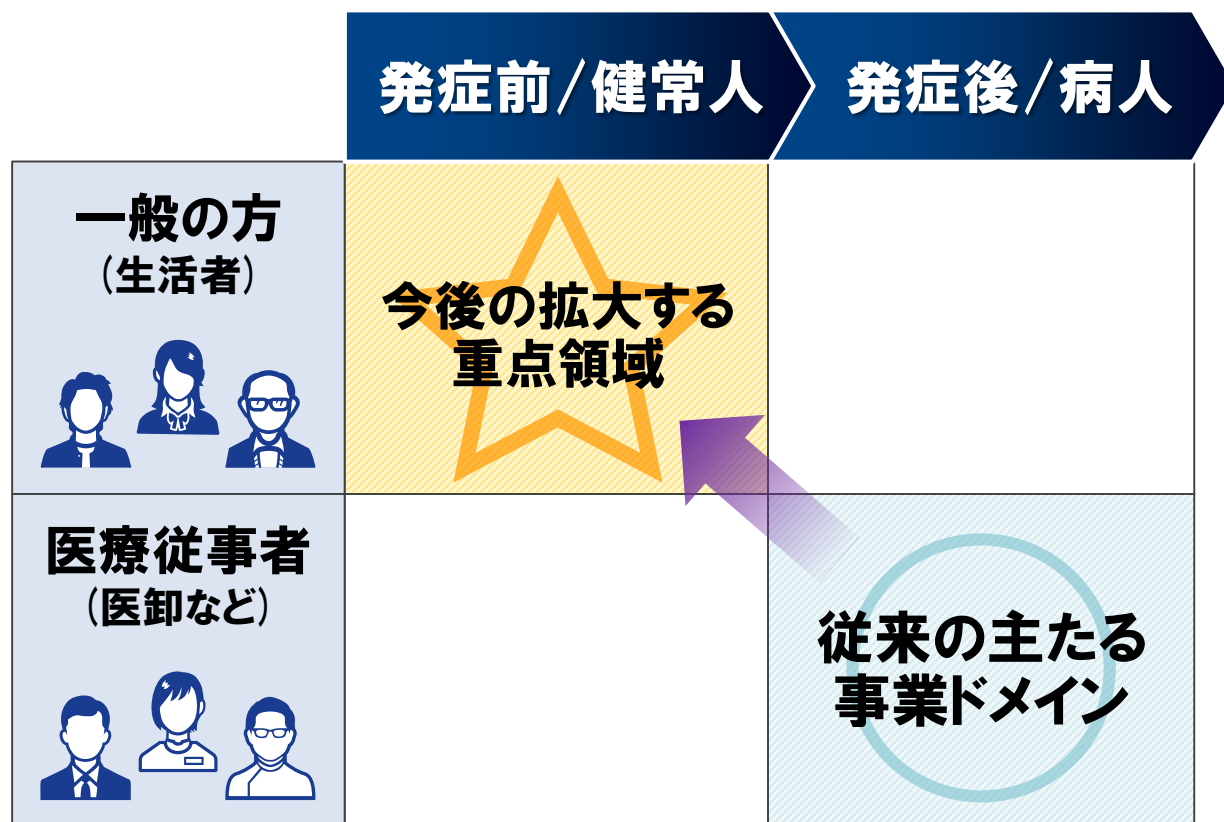 発症前/健常人
発症後/病人
一般の方
(生活者)
今後の拡大する
重点領域
医療従事者
(医卸など)
従来の主たる
事業ドメイン